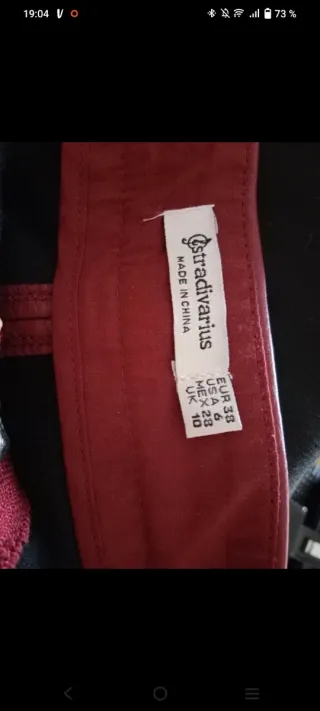 19:04
73 %
stradivarius
MADE IN CHINA
EUR 38
USA 6
MEX 28
UK 10